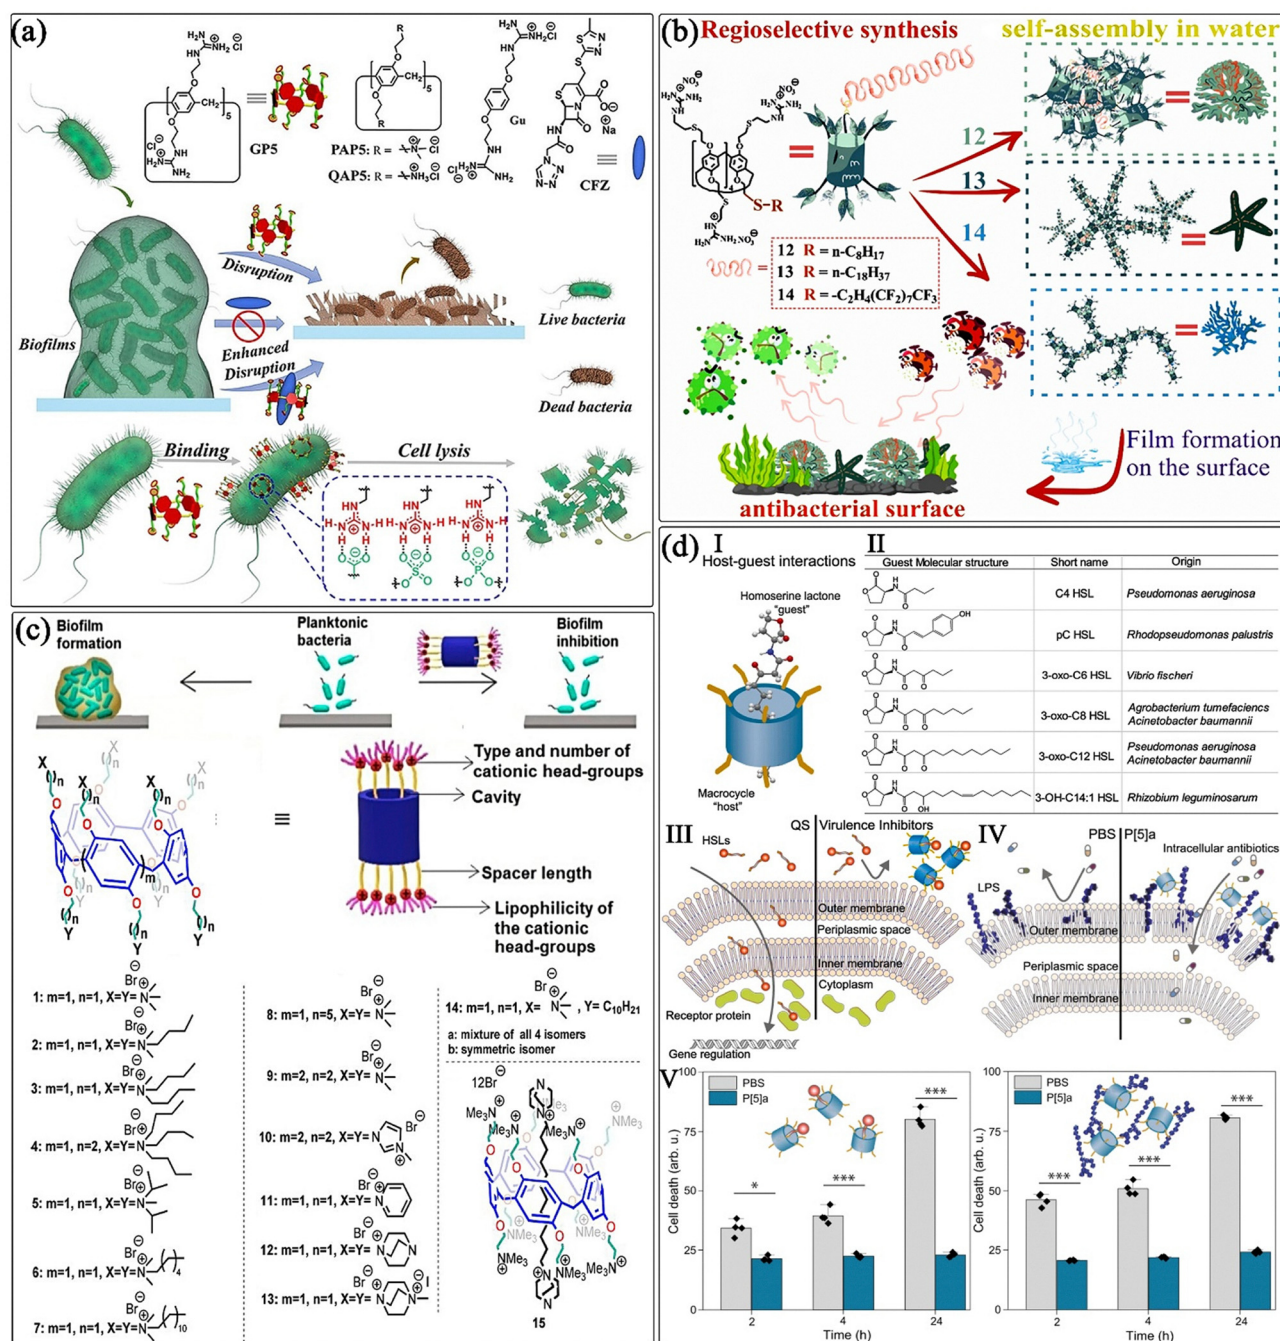 (a)
GP5
PAP5: R =
QAP5: R =
Gu
CFZ
Biofilms
Disruption
Enhanced
Disruption
Live bacteria
Dead bacteria
Binding
Cell lysis
(b)
Regioselective synthesis
self-assembly in water
S-R
12 R = n-C8H17
13 R = n-C18H37
14 R = -C2H4(CF2)7CF3
12
13
14
Film formation
on the surface
antibacterial surface
(c)
Biofilm
formation
Planktonic
bacteria
Biofilm
inhibition
Type and number of
cationic head-groups
Cavity
Spacer length
Lipophilicity of
the cationic
head-groups
1: m=1, n=1, X=Y=
2: m=1, n=1, X=Y=
3: m=1, n=1, X=Y=
4: m=1, n=2, X=Y=
5: m=1, n=1, X=Y=
6: m=1, n=1, X=Y=
7: m=1, n=1, X=Y=
8: m=1, n=5, X=Y=
9: m=2, n=2, X=Y=
10: m=2, n=2, X=Y=
11: m=1, n=1, X=Y=
12: m=1, n=1, X=Y=
13: m=1, n=1, X=Y=
14: m=1, n=1, X= , Y= C10H21
a: mixture of all 4 isomers
b: symmetric isomer
12Br⊖
15
(d)
I
Host-guest interactions
Homoserine lactone
"guest"
Macrocycle
"host"
II
Guest Molecular structure Short name Origin
C4 HSL Pseudomonas aeruginosa
pC HSL Rhodopseudomonas palustris
3-oxo-C6 HSL Vibrio fischeri
3-oxo-C8 HSL Agrobacterium tumefaciencs
Acinetobacter baumannii
3-oxo-C12 HSL Pseudomonas aeruginosa
Acinetobacter baumannii
3-OH-C14:1 HSL Rhizobium leguminosarum
III
HSLs
QS
Virulence Inhibitors
Outer membrane
Periplasmic space
Inner membrane
Cytoplasm
Receptor protein
Gene regulation
IV
PBS
P[5]a
Intracellular antibiotics
LPS
Outer membrane
Periplasmic space
Inner membrane
V
PBS
P[5]a
Cell death (arb. u.)
100
75
50
25
0
*
***
***
2 4 24
Time (h)
PBS
P[5]a
Cell death (arb. u.)
100
75
50
25
0
***
***
***
2 4 24
Time (h)